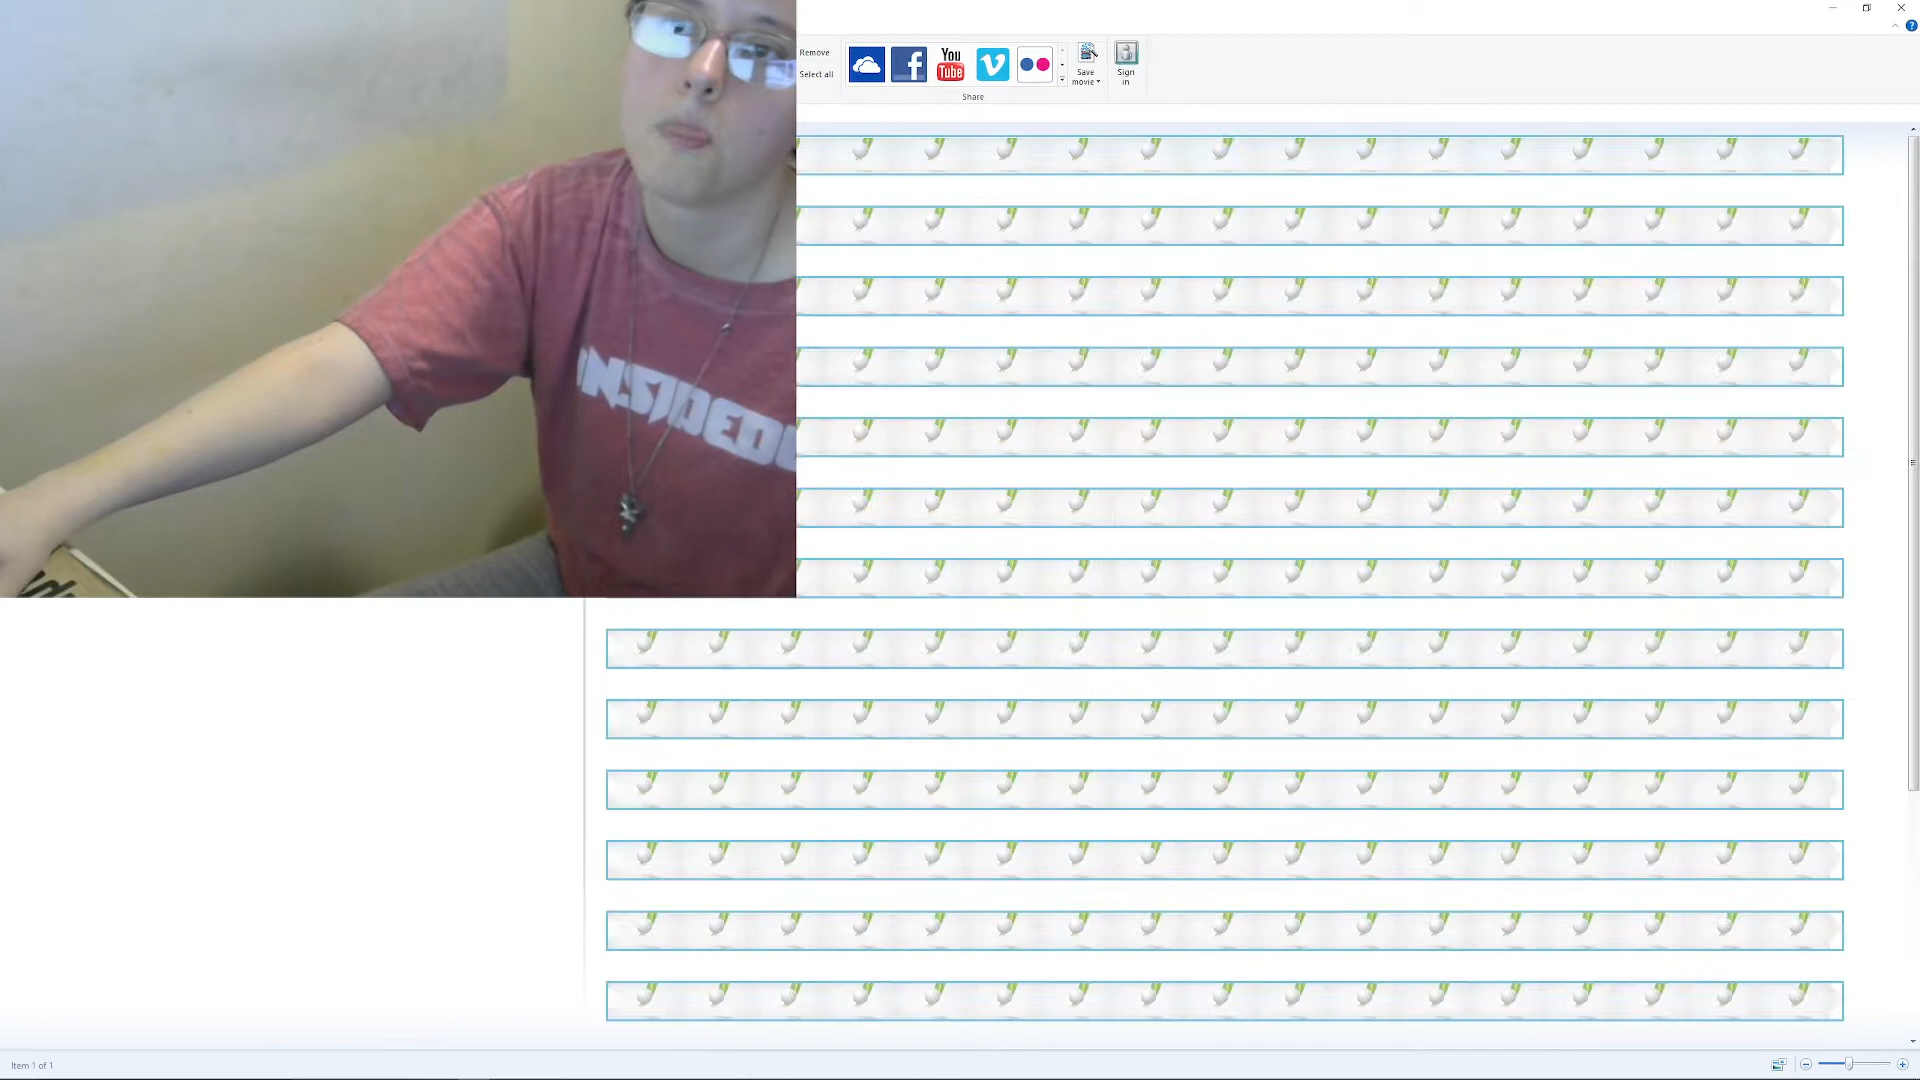 Remove
Select all
You
Tube
Save
movie
Sign
in
Share
Item 1 of 1